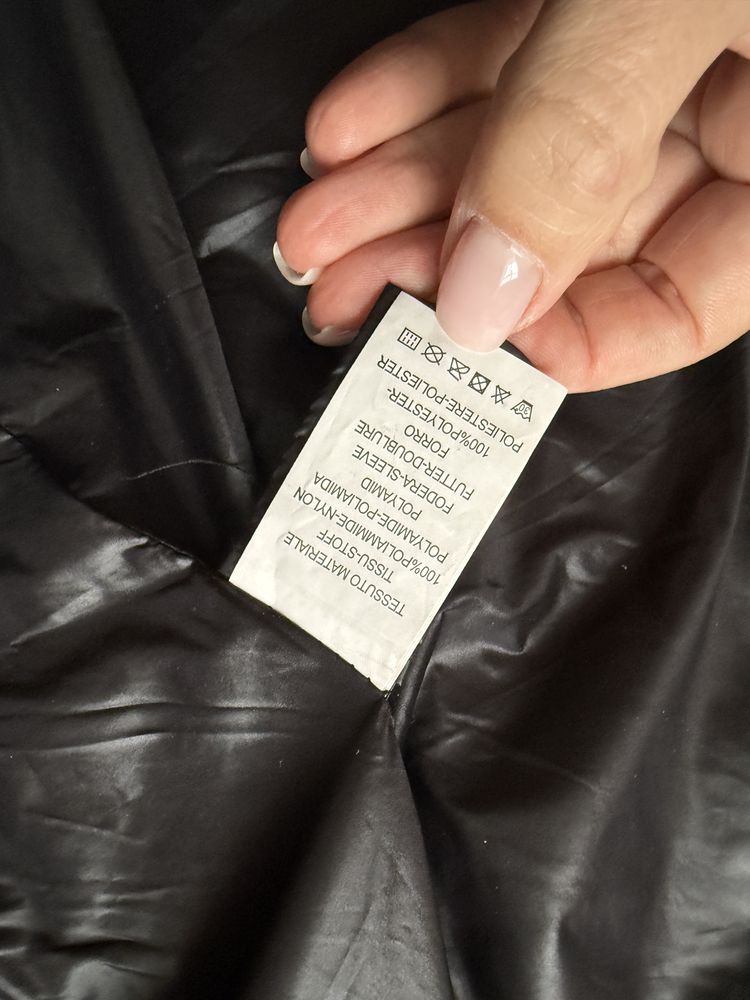 TESSUTO MATERIALE
TISSU-STOFF
100%POLIAMMIDE-NYLON
POLYAMIDE-POLIAMIDA
POLYAMID
FODERA-SLEEVE
FUTTER-DOUBLURE
FORRO
100%POLYESTER-
POLIESTERE-POLIESTER
30°